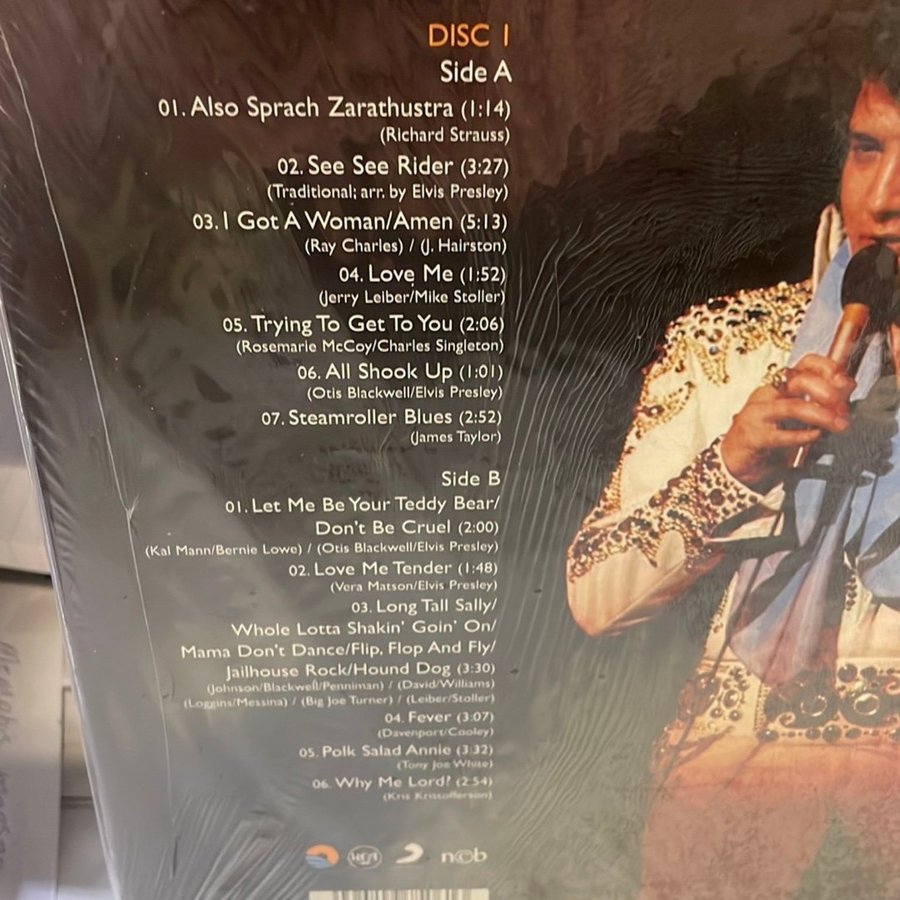 DISC 1
Side A
01. Also Sprach Zarathustra (1:14)
(Richard Strauss)
02. See See Rider (3:27)
(Traditional; arr. by Elvis Presley)
03. I Got A Woman/Amen (5:13)
(Ray Charles) / (J. Hairston)
04. Love Me (1:52)
(Jerry Leiber/Mike Stoller)
05. Trying To Get To You (2:06)
(Rosemarie McCoy/Charles Singleton)
06. All Shook Up (1:01)
(Otis Blackwell/Elvis Presley)
07. Steamroller Blues (2:52)
(James Taylor)
Side B
01. Let Me Be Your Teddy Bear/
Don't Be Cruel (2:00)
(Kal Mann/Bernie Lowe) / (Otis Blackwell/Elvis Presley)
02. Love Me Tender (1:48)
(Vera Matson/Elvis Presley)
03. Long Tall Sally/
Whole Lotta Shakin' Goin' On/
Mama Don't Dance/Flip, Flop And Fly/
Jailhouse Rock/Hound Dog (3:30)
(Johnson/Blackwell/Penniman) / (David/Williams)
(Loggins/Messina) / (Big Joe Turner) / (Leiber/Stoller)
04. Fever (3:07)
(Davenport/Cooley)
05. Polk Salad Annie (3:32)
(Tony Joe White)
06. Why Me Lord? (2:54)
(Kris Kristofferson)
RCA